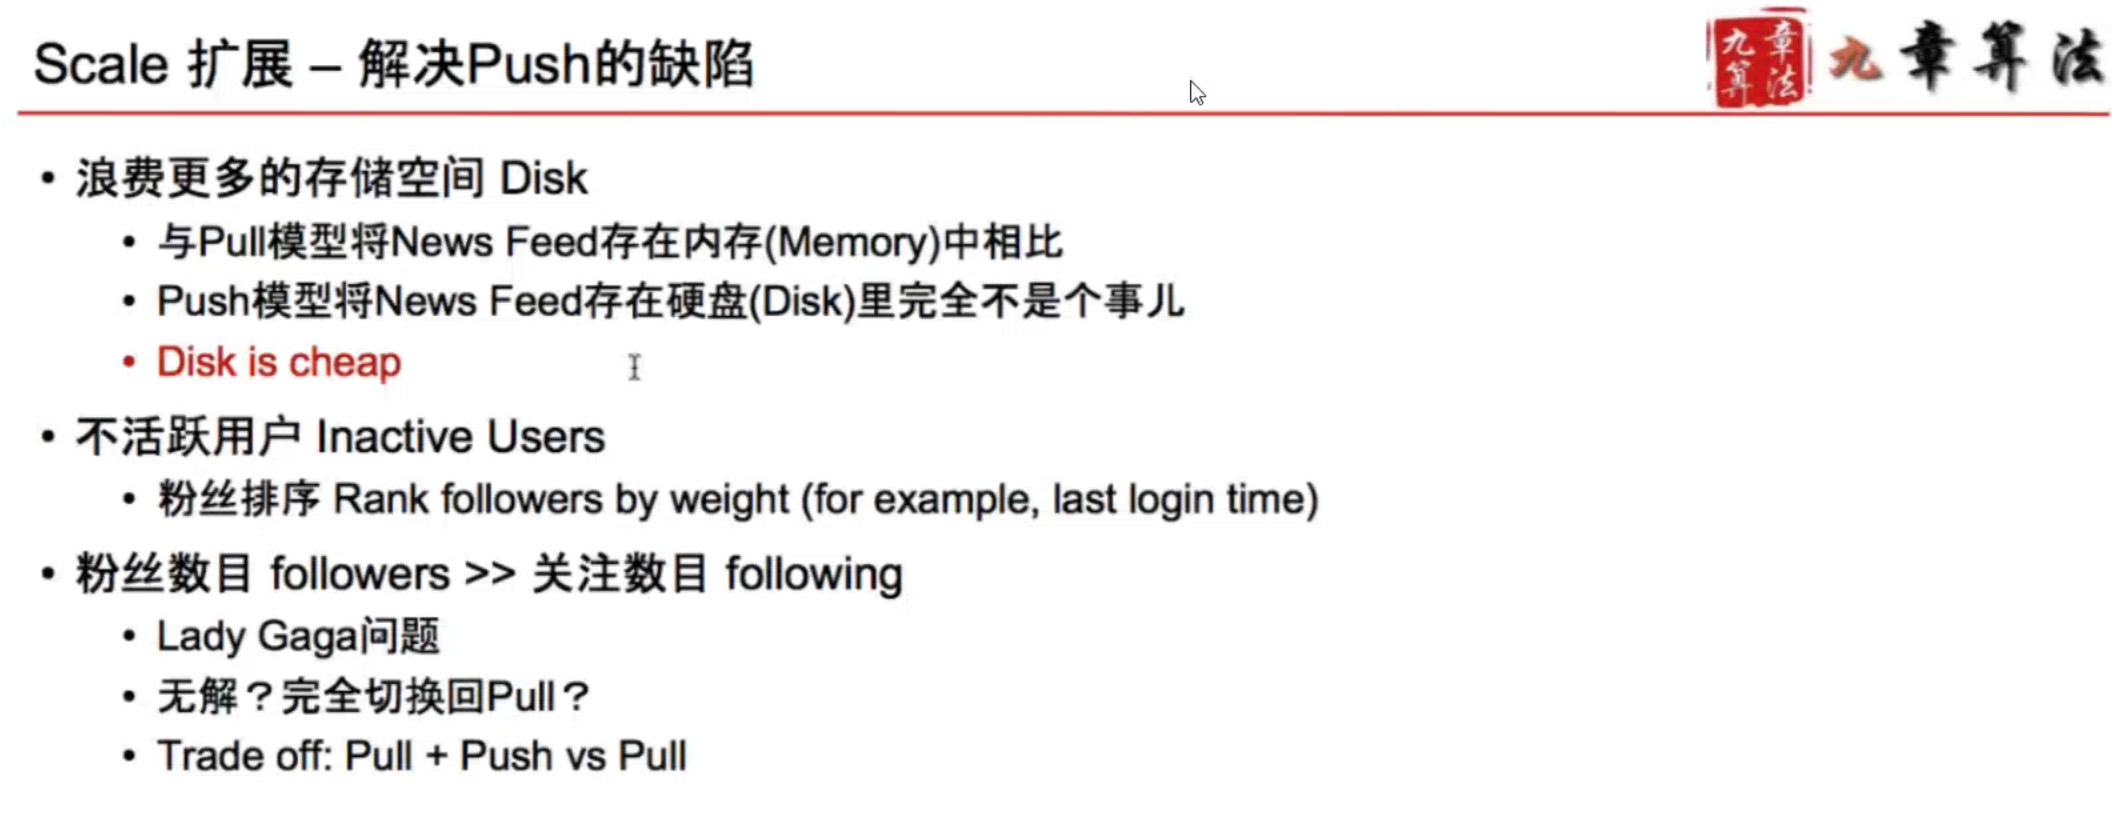 Scale 扩展 – 解决Push的缺陷
九章算法
九章算法
• 浪费更多的存储空间 Disk
• 与Pull模型将News Feed存在内存(Memory)中相比
• Push模型将News Feed存在硬盘(Disk)里完全不是个事儿
• Disk is cheap
• 不活跃用户 Inactive Users
• 粉丝排序 Rank followers by weight (for example, last login time)
• 粉丝数目 followers >> 关注数目 following
• Lady Gaga问题
• 无解？完全切换回Pull？
• Trade off: Pull + Push vs Pull